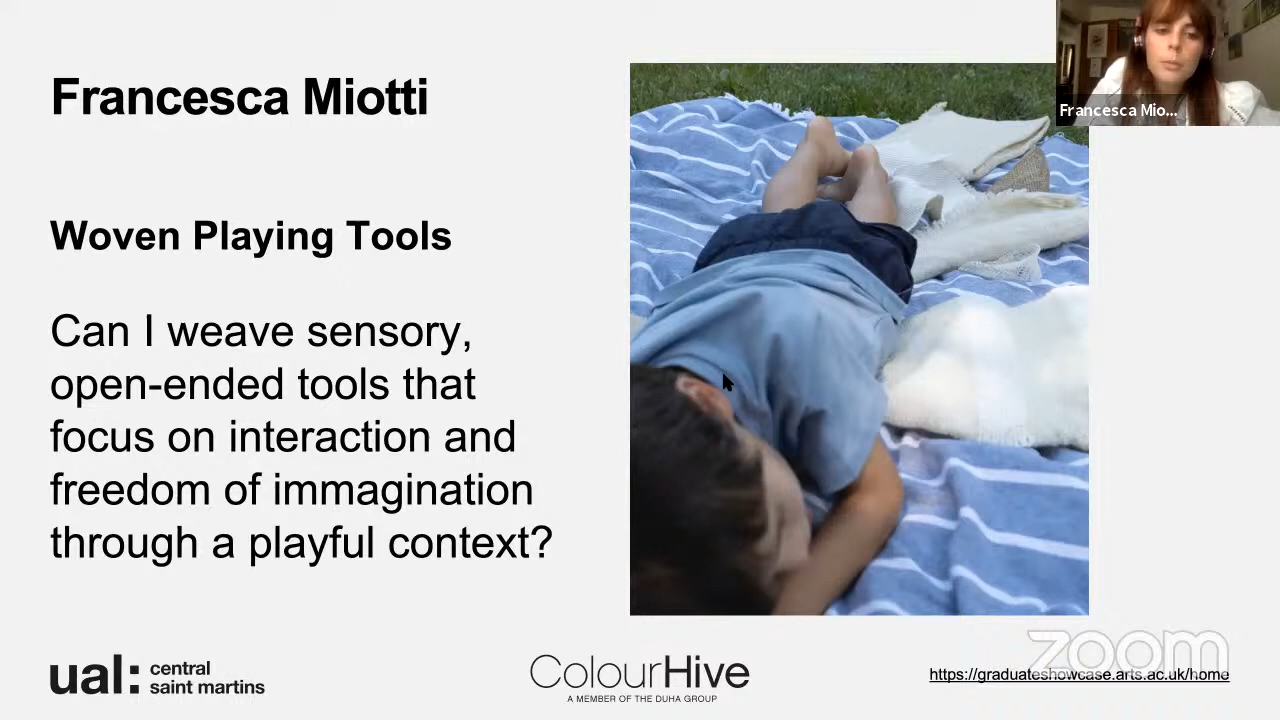 Francesca Miotti
Woven Playing Tools
Can I weave sensory,
open-ended tools that
focus on interaction and
freedom of immagination
through a playful context?
Francesca Mio...
ual: central
saint martins
ColourHive
A MEMBER OF THE DUHA GROUP
zoom
https://graduateshowcase.arts.ac.uk/home